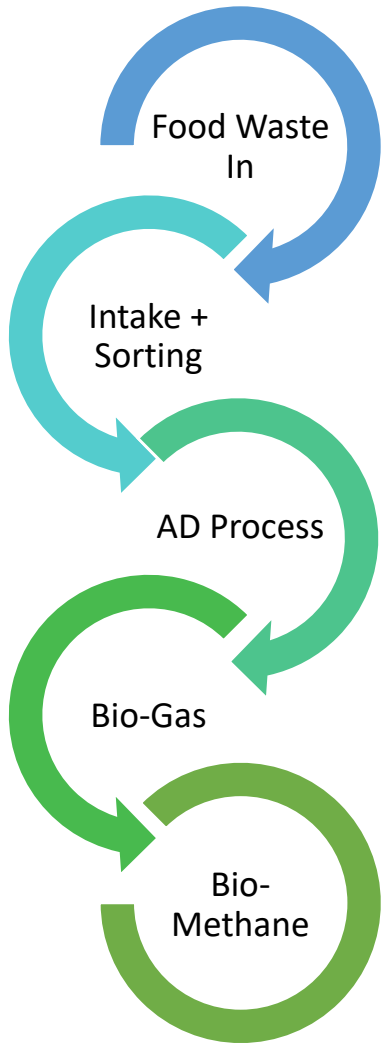 Food Waste
In
Intake +
Sorting
AD Process
Bio-Gas
Bio-
Methane